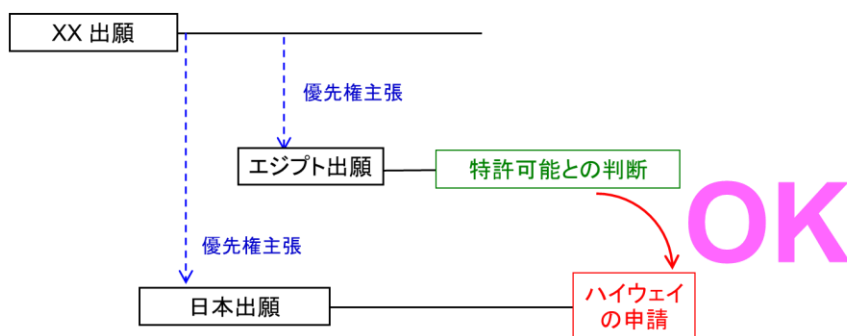 XX 出願
優先権主張
エジプト出願
特許可能との判断
OK
優先権主張
日本出願
ハイウェイ
の申請